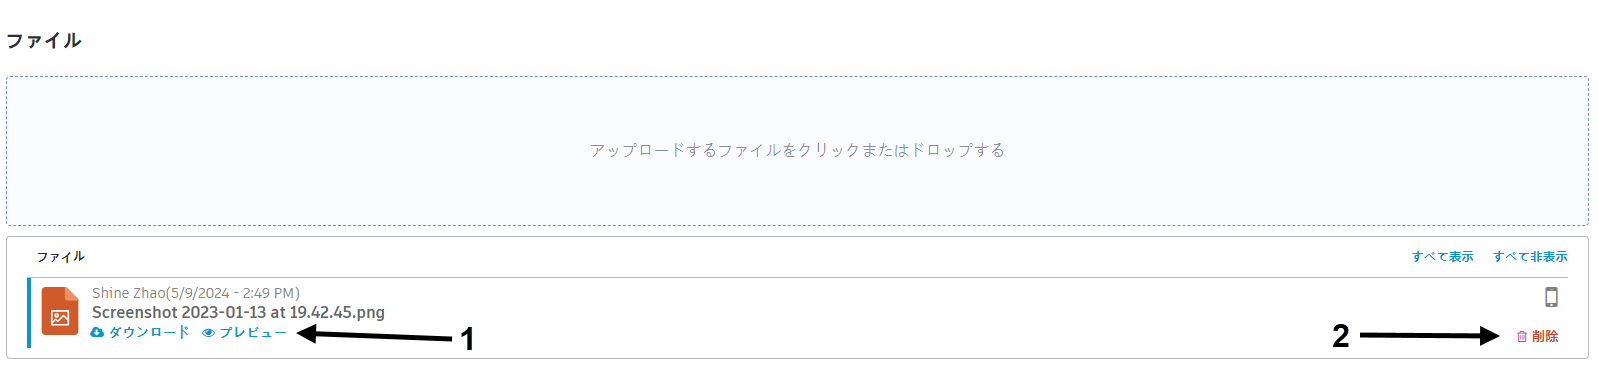 ファイル
アップロードするファイルをクリックまたはドロップする
ファイル すべて表示 すべて非表示
Shine Zhao(5/9/2024 - 2:49 PM)
Screenshot 2023-01-13 at 19.42.45.png
ダウンロード プレビュー 1 2 削除